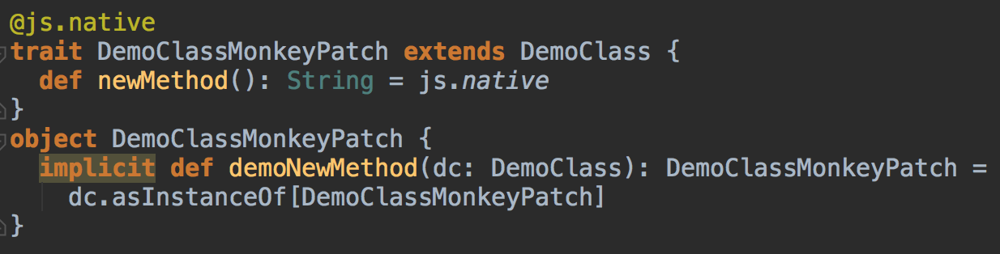 @js.native
trait DemoClassMonkeyPatch extends DemoClass {
  def newMethod(): String = js.native
}
object DemoClassMonkeyPatch {
  implicit def demoNewMethod(dc: DemoClass): DemoClassMonkeyPatch =
    dc.asInstanceOf[DemoClassMonkeyPatch]
}